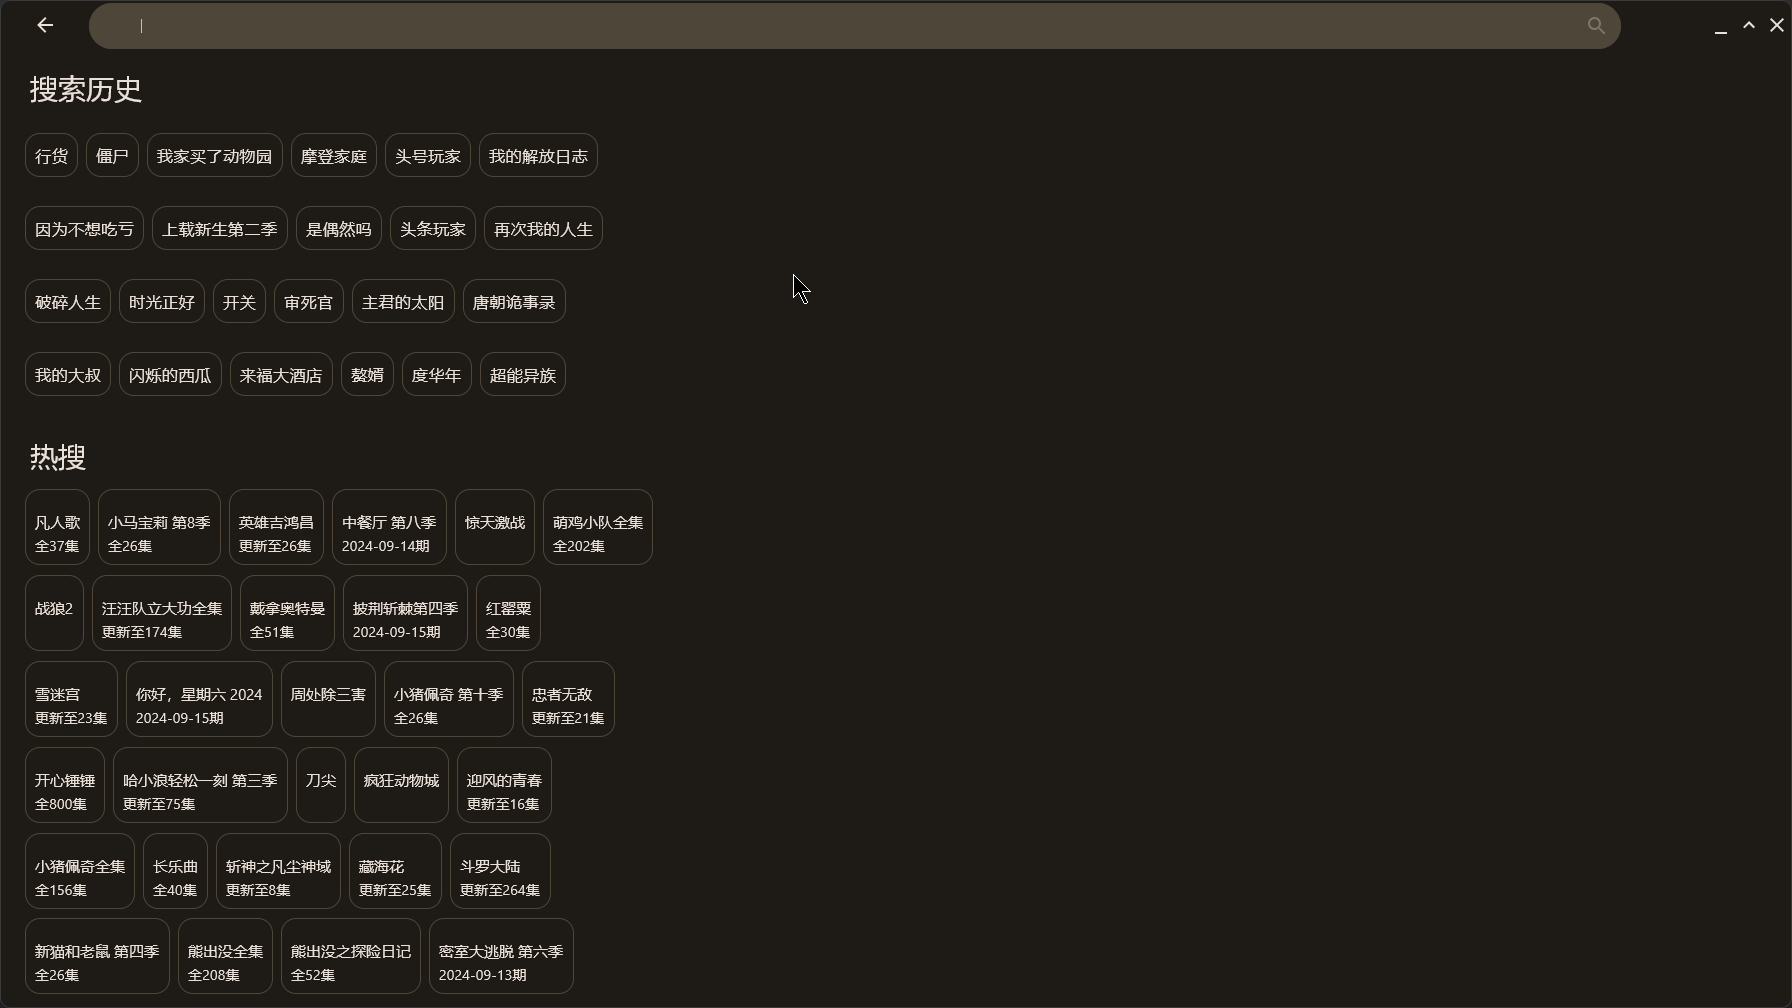 搜索历史
行货 僵尸 我家买了动物园 摩登家庭 头号玩家 我的解放日志
因为不想吃亏 上载新生第二季 是偶然吗 头条玩家 再次我的人生
破碎人生 时光正好 开关 审死官 主君的太阳 唐朝诡事录
我的大叔 闪烁的西瓜 来福大酒店 赘婿 度华年 超能异族
热搜
凡人歌 小马宝莉 第8季 英雄吉鸿昌 中餐厅 第八季 惊天激战 萌鸡小队全集
全37集 全26集 更新至26集 2024-09-14期 全202集
战狼2 汪汪队立大功全集 戴拿奥特曼 披荆斩棘第四季 红罂粟
更新至174集 全51集 2024-09-15期 全30集
雪迷宫 你好，星期六 2024 周处除三害 小猪佩奇 第十季 忠者无敌
更新至23集 2024-09-15期 全26集 更新至21集
开心锤锤 哈小浪轻松一刻 第三季 刀尖 疯狂动物城 迎风的青春
全800集 更新至75集 更新至16集
小猪佩奇全集 长乐曲 斩神之凡尘神域 藏海花 斗罗大陆
全156集 全40集 更新至8集 更新至25集 更新至264集
新猫和老鼠 第四季 熊出没全集 熊出没之探险日记 密室大逃脱 第六季
全26集 全208集 全52集 2024-09-13期